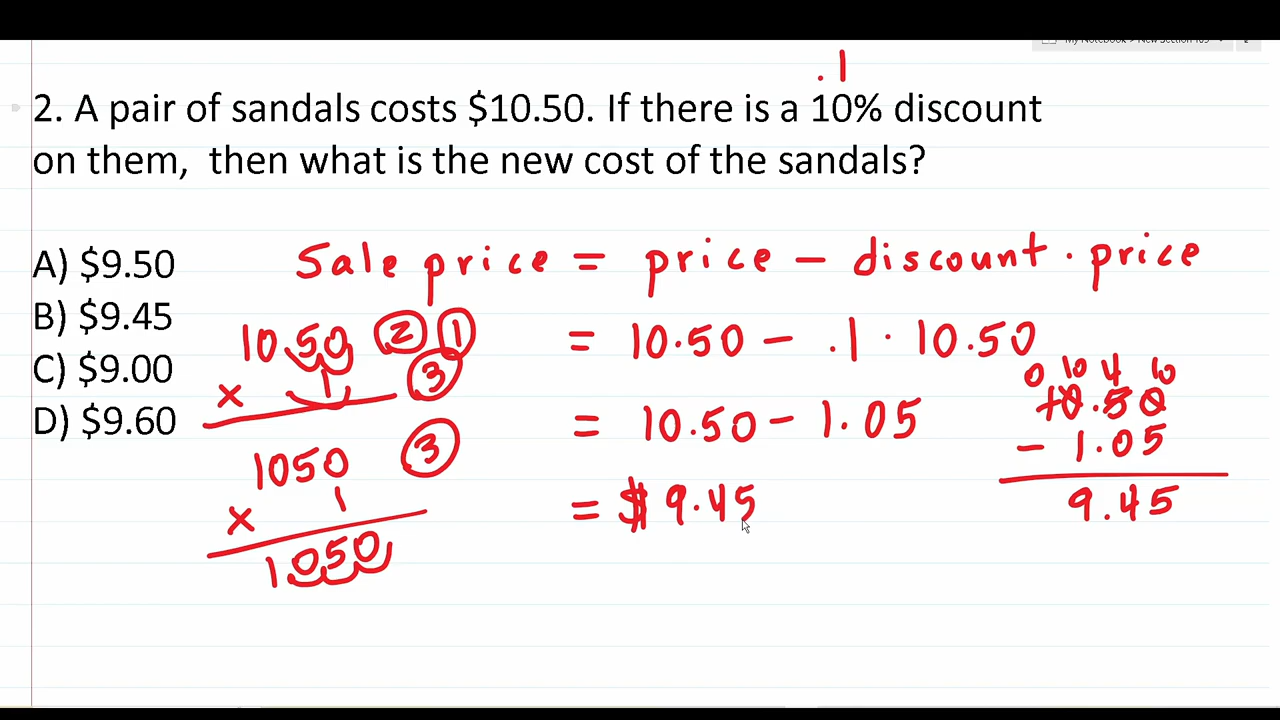 2. A pair of sandals costs $10.50. If there is a 10% discount
.1
on them, then what is the new cost of the sandals?
A) $9.50
B) $9.45
C) $9.00
D) $9.60
Sale price = price - discount · price
= 10.50 - .1 · 10.50
= 10.50 - 1.05
= $9.45
10.50 2 1
x .1 3
1050 3
x 1
1050
0 10 4 10
10.50
- 1.05
9.45